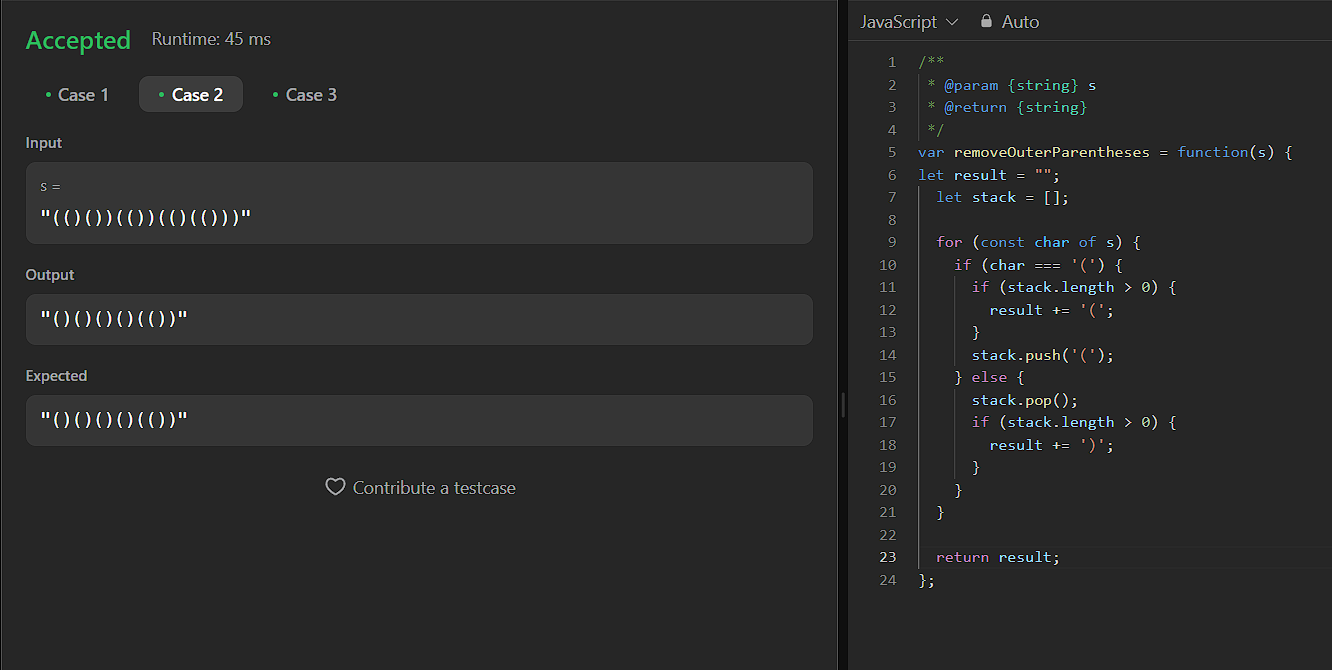 Accepted Runtime: 45 ms
• Case 1 • Case 2 • Case 3
Input
s =
"(()())(())(()(()))"
Output
"()()()()(())"
Expected
"()()()()(())"
Contribute a testcase
JavaScript Auto
1 /**
2  * @param {string} s
3  * @return {string}
4  */
5 var removeOuterParentheses = function(s) {
6 let result = "";
7   let stack = [];
8
9   for (const char of s) {
10     if (char === '(') {
11       if (stack.length > 0) {
12         result += '(';
13       }
14       stack.push('(');
15     } else {
16       stack.pop();
17       if (stack.length > 0) {
18         result += ')';
19       }
20     }
21   }
22
23   return result;
24 };